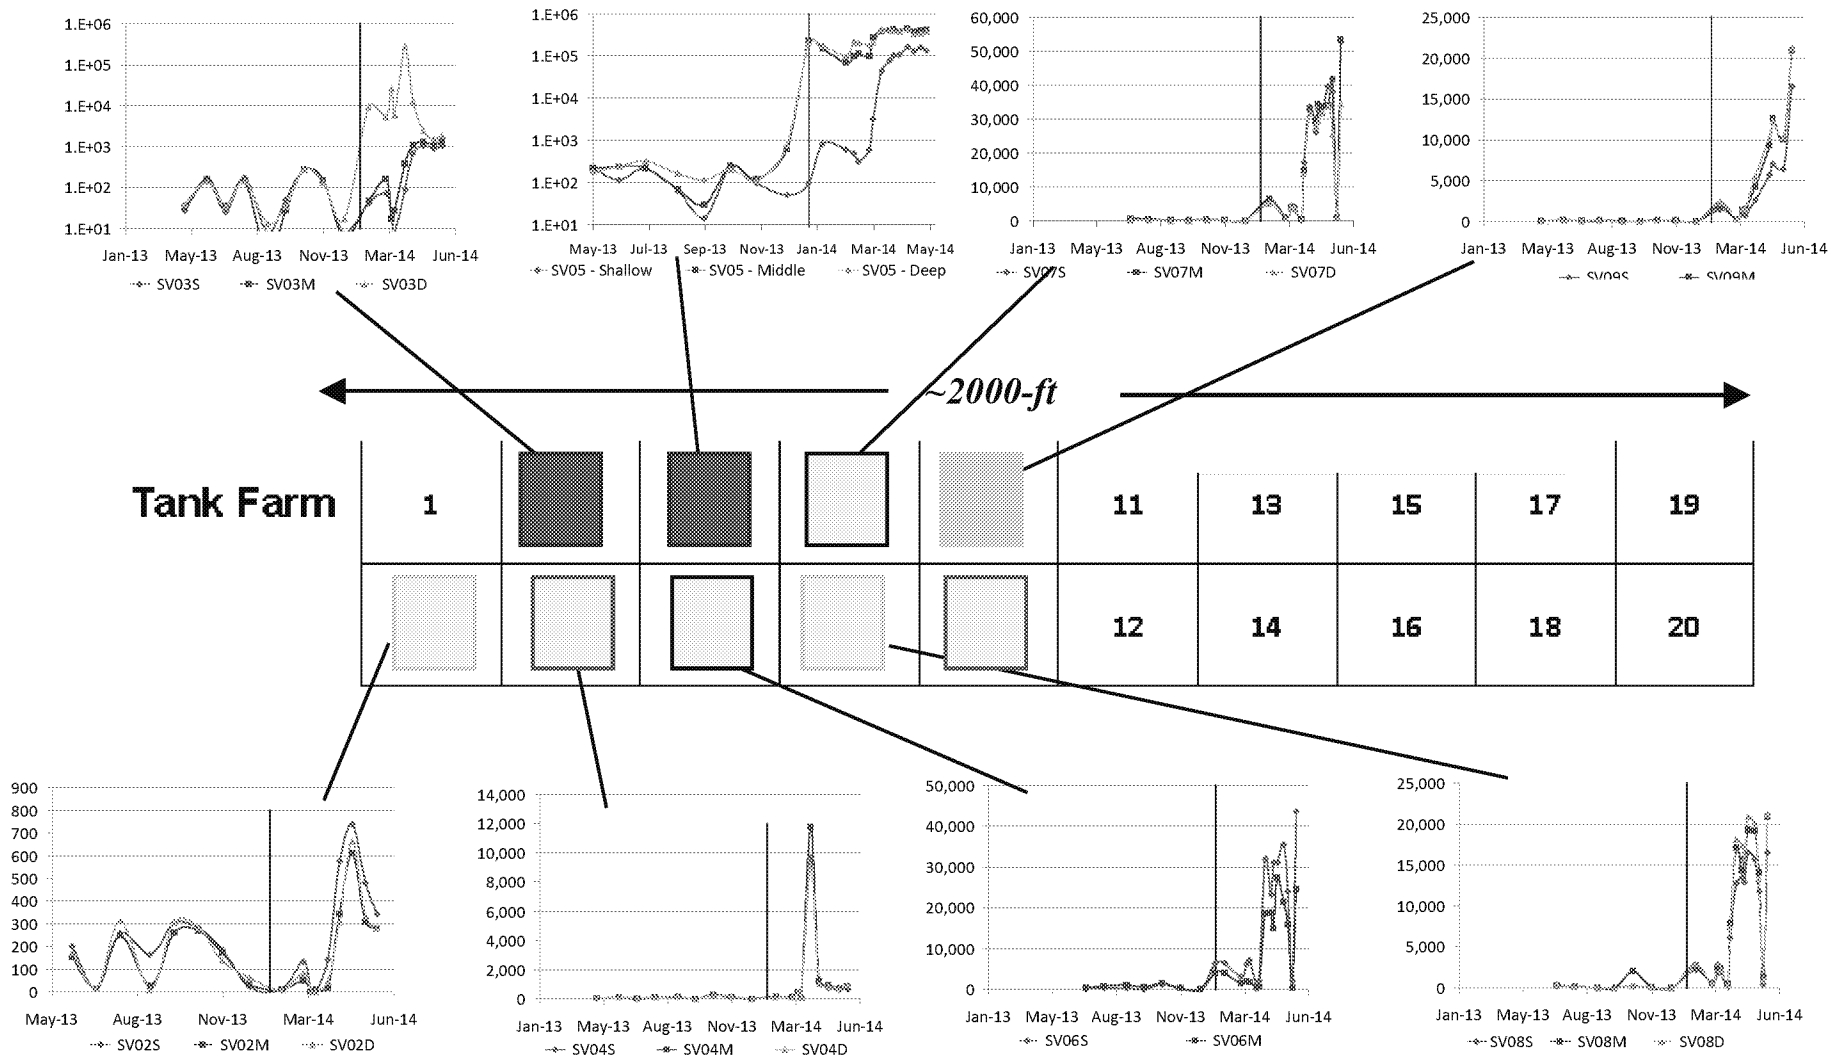 1.E+06
1.E+05
1.E+04
1.E+03
1.E+02
1.E+01
Jan-13 May-13 Aug-13 Nov-13 Mar-14 Jun-14
SV03S SV03M SV03D
1.E+06
1.E+05
1.E+04
1.E+03
1.E+02
1.E+01
May-13 Jul-13 Sep-13 Nov-13 Jan-14 Mar-14 May-14
SV05 - Shallow SV05 - Middle SV05 - Deep
60,000
50,000
40,000
30,000
20,000
10,000
0
Jan-13 May-13 Aug-13 Nov-13 Mar-14 Jun-14
SV07S SV07M SV07D
25,000
20,000
15,000
10,000
5,000
0
Jan-13 May-13 Aug-13 Nov-13 Mar-14 Jun-14
SV09S SV09M
~2000-ft
Tank Farm
1 11 13 15 17 19
12 14 16 18 20
900
800
700
600
500
400
300
200
100
0
May-13 Aug-13 Nov-13 Mar-14 Jun-14
SV02S SV02M SV02D
14,000
12,000
10,000
8,000
6,000
4,000
2,000
0
Jan-13 May-13 Aug-13 Nov-13 Mar-14 Jun-14
SV04S SV04M SV04D
50,000
40,000
30,000
20,000
10,000
0
Jan-13 May-13 Aug-13 Nov-13 Mar-14 Jun-14
SV06S SV06M
25,000
20,000
15,000
10,000
5,000
0
Jan-13 May-13 Aug-13 Nov-13 Mar-14 Jun-14
SV08S SV08M SV08D